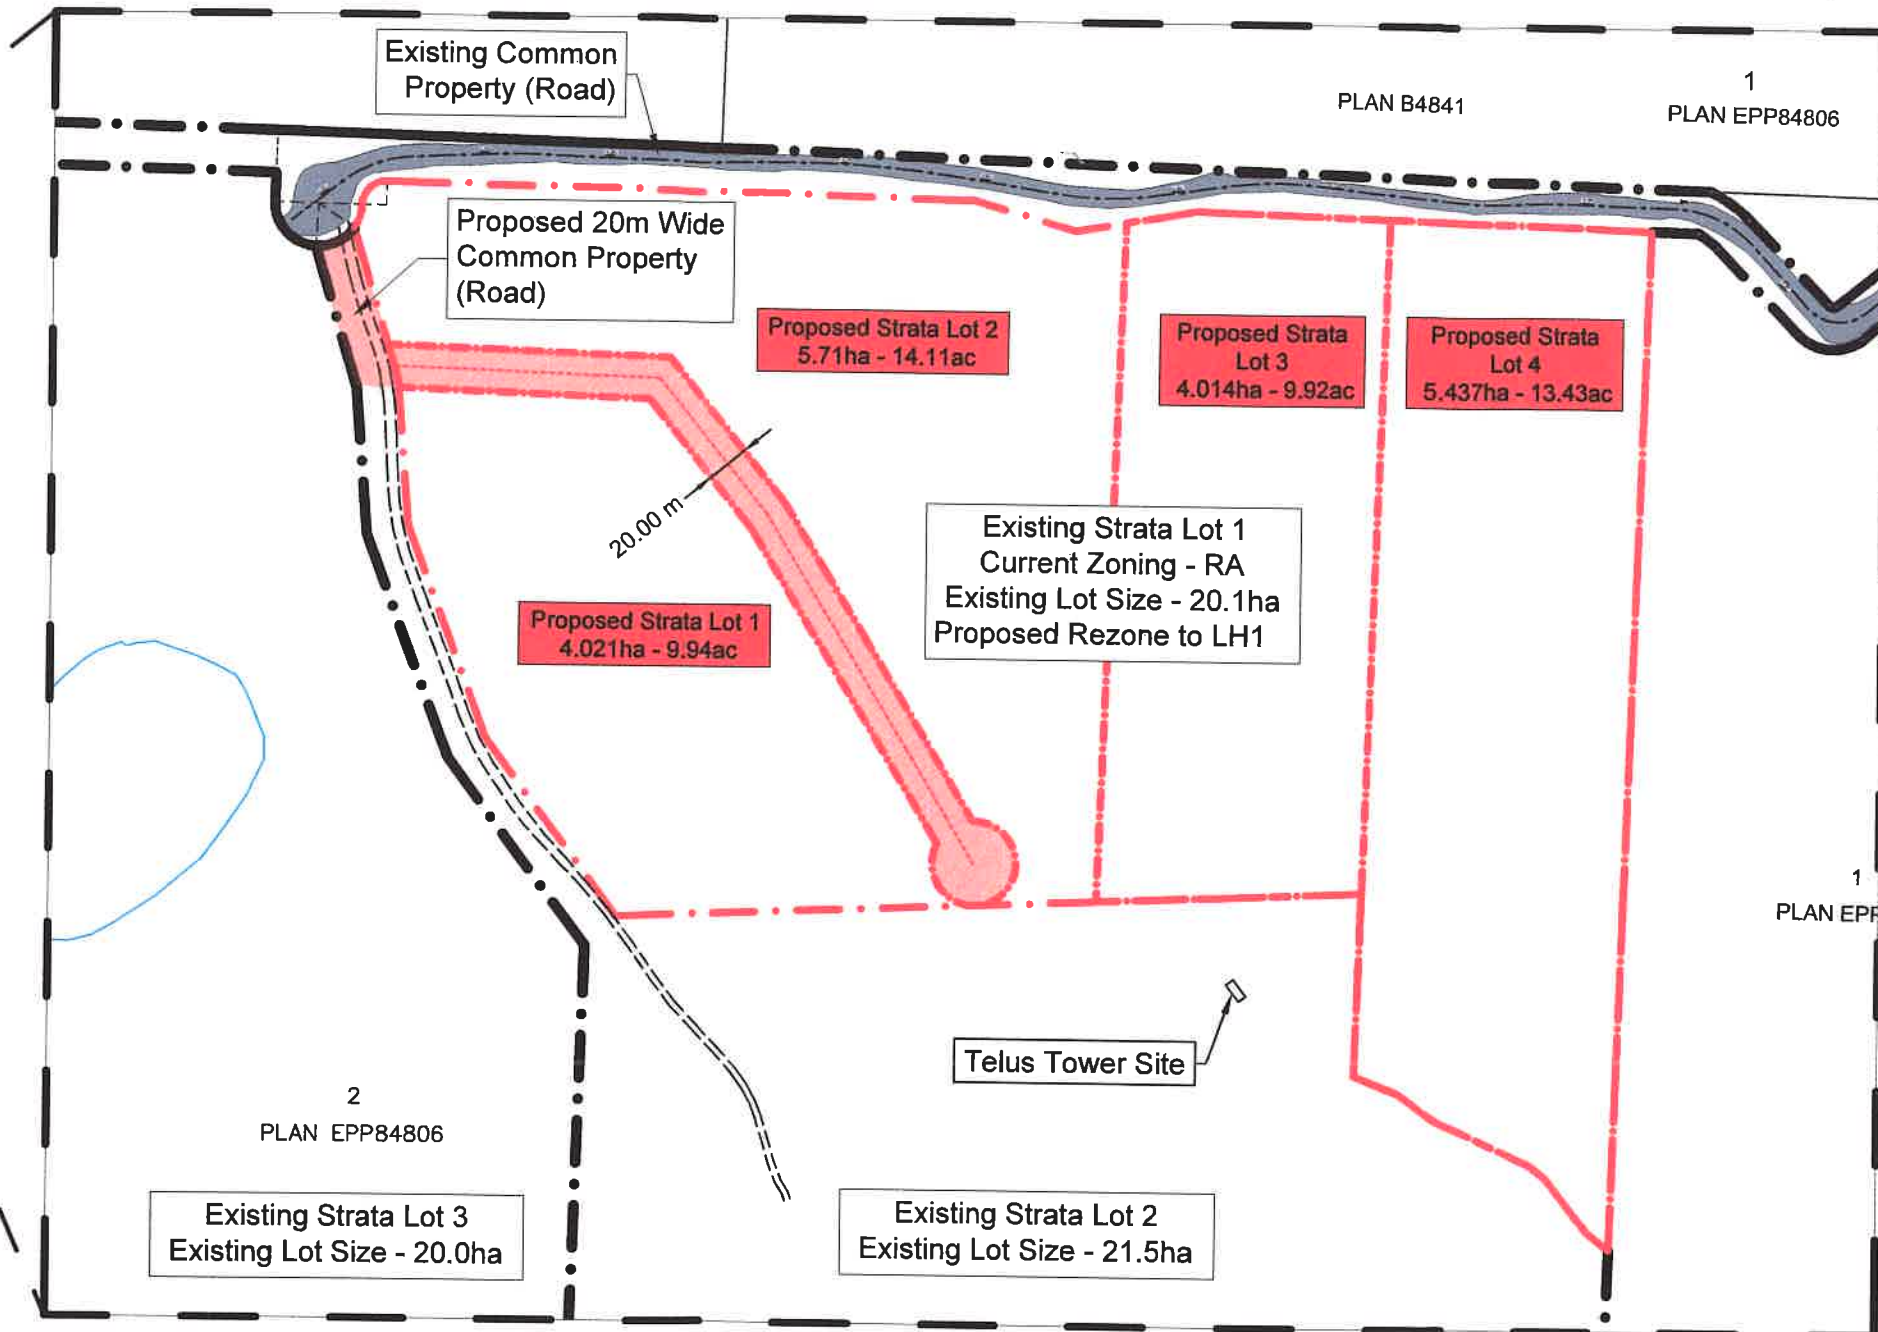 Existing Common
Property (Road)
PLAN B4841
1
PLAN EPP84806
Proposed 20m Wide
Common Property
(Road)
Proposed Strata Lot 2
5.71ha - 14.11ac
Proposed Strata
Lot 3
4.014ha - 9.92ac
Proposed Strata
Lot 4
5.437ha - 13.43ac
20.00 m
Existing Strata Lot 1
Current Zoning - RA
Existing Lot Size - 20.1ha
Proposed Rezone to LH1
Proposed Strata Lot 1
4.021ha - 9.94ac
1
PLAN EPP
Telus Tower Site
2
PLAN EPP84806
Existing Strata Lot 3
Existing Lot Size - 20.0ha
Existing Strata Lot 2
Existing Lot Size - 21.5ha